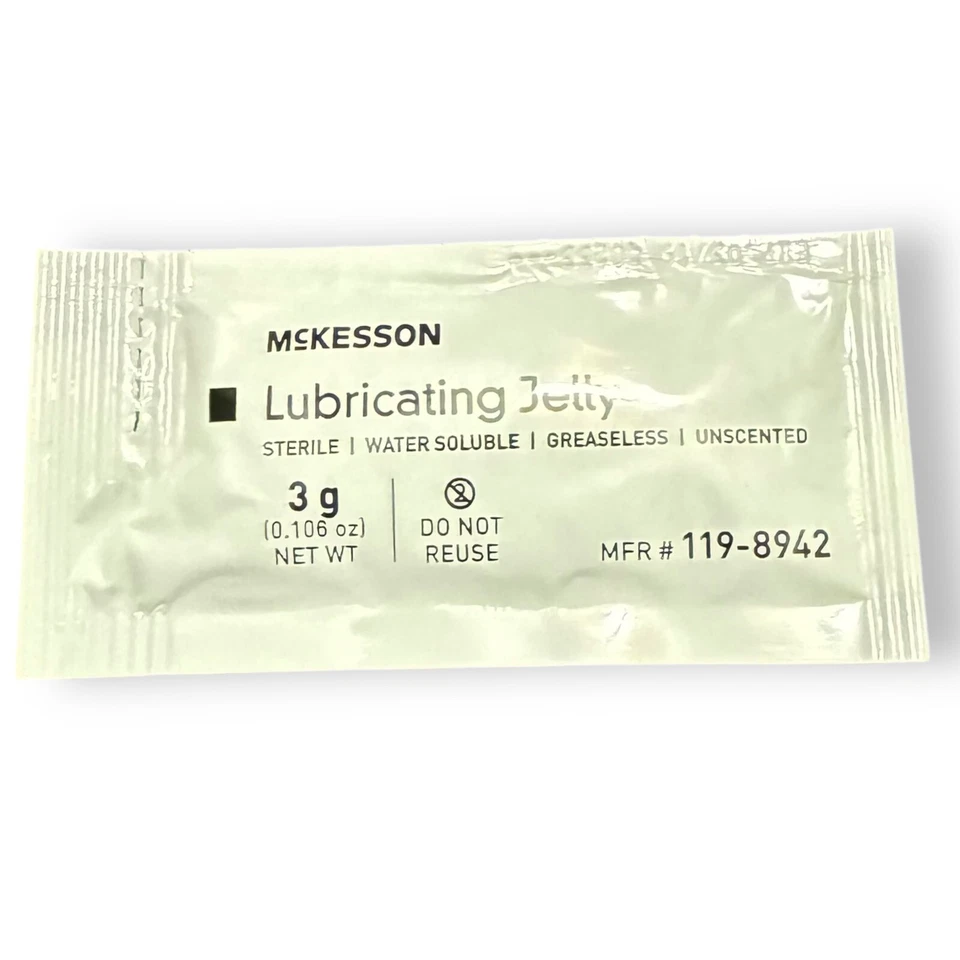 McKESSON
Lubricating Jelly
STERILE | WATER SOLUBLE | GREASELESS | UNSCENTED
3 g
(0.106 oz)
NET WT
2
DO NOT
REUSE
MFR # 119-8942